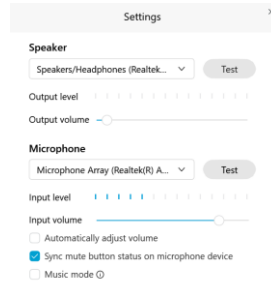 Settings
Speaker
Speakers/Headphones (Realtek...
Test
Output level
Output volume
Microphone
Microphone Array (Realtek(R) A...
Test
Input level
Input volume
Automatically adjust volume
Sync mute button status on microphone device
Music mode